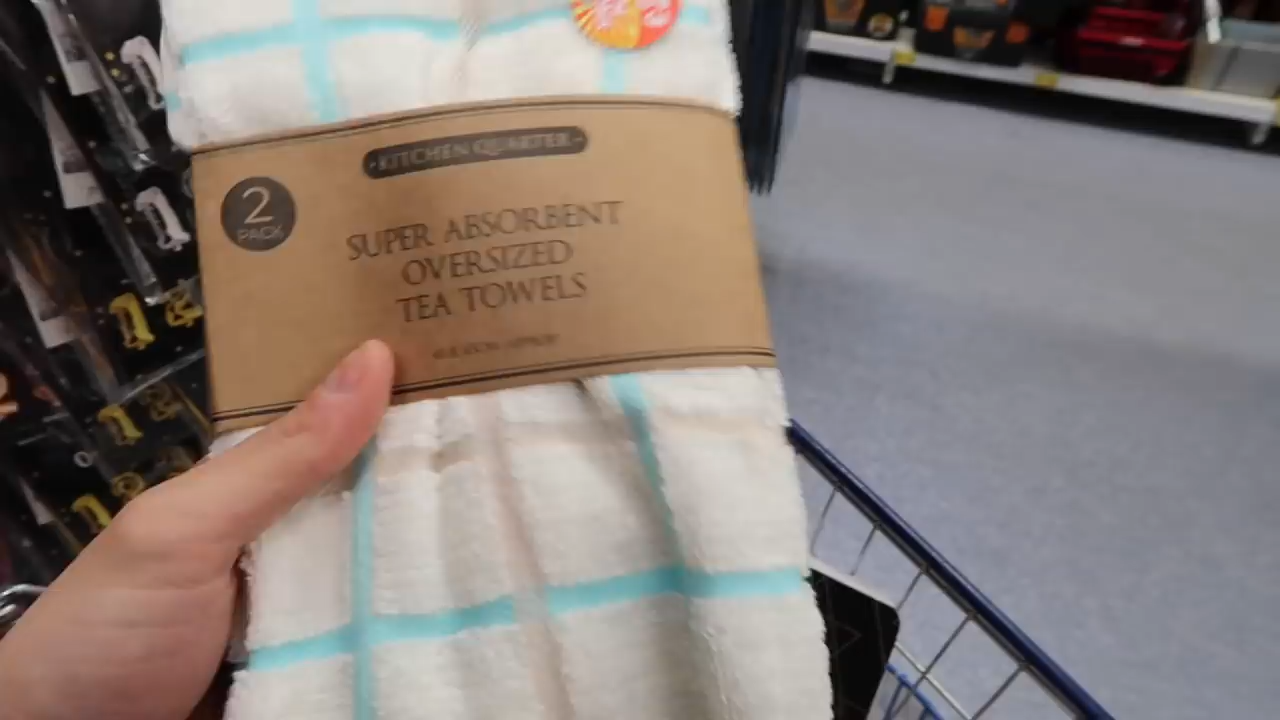 KITCHEN QUARTER
2
PACK
SUPER ABSORBENT
OVERSIZED
TEA TOWELS